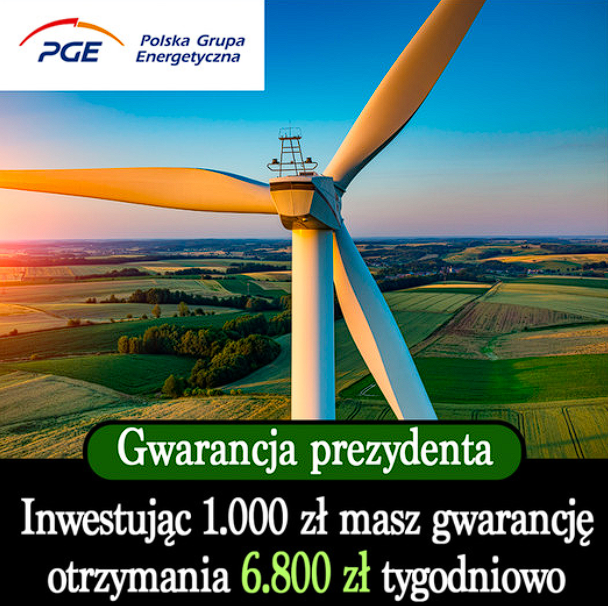 PGE
Polska Grupa
Energetyczna
Gwarancja prezydenta
Inwestując 1.000 zł masz gwarancję
otrzymania 6.800 zł tygodniowo